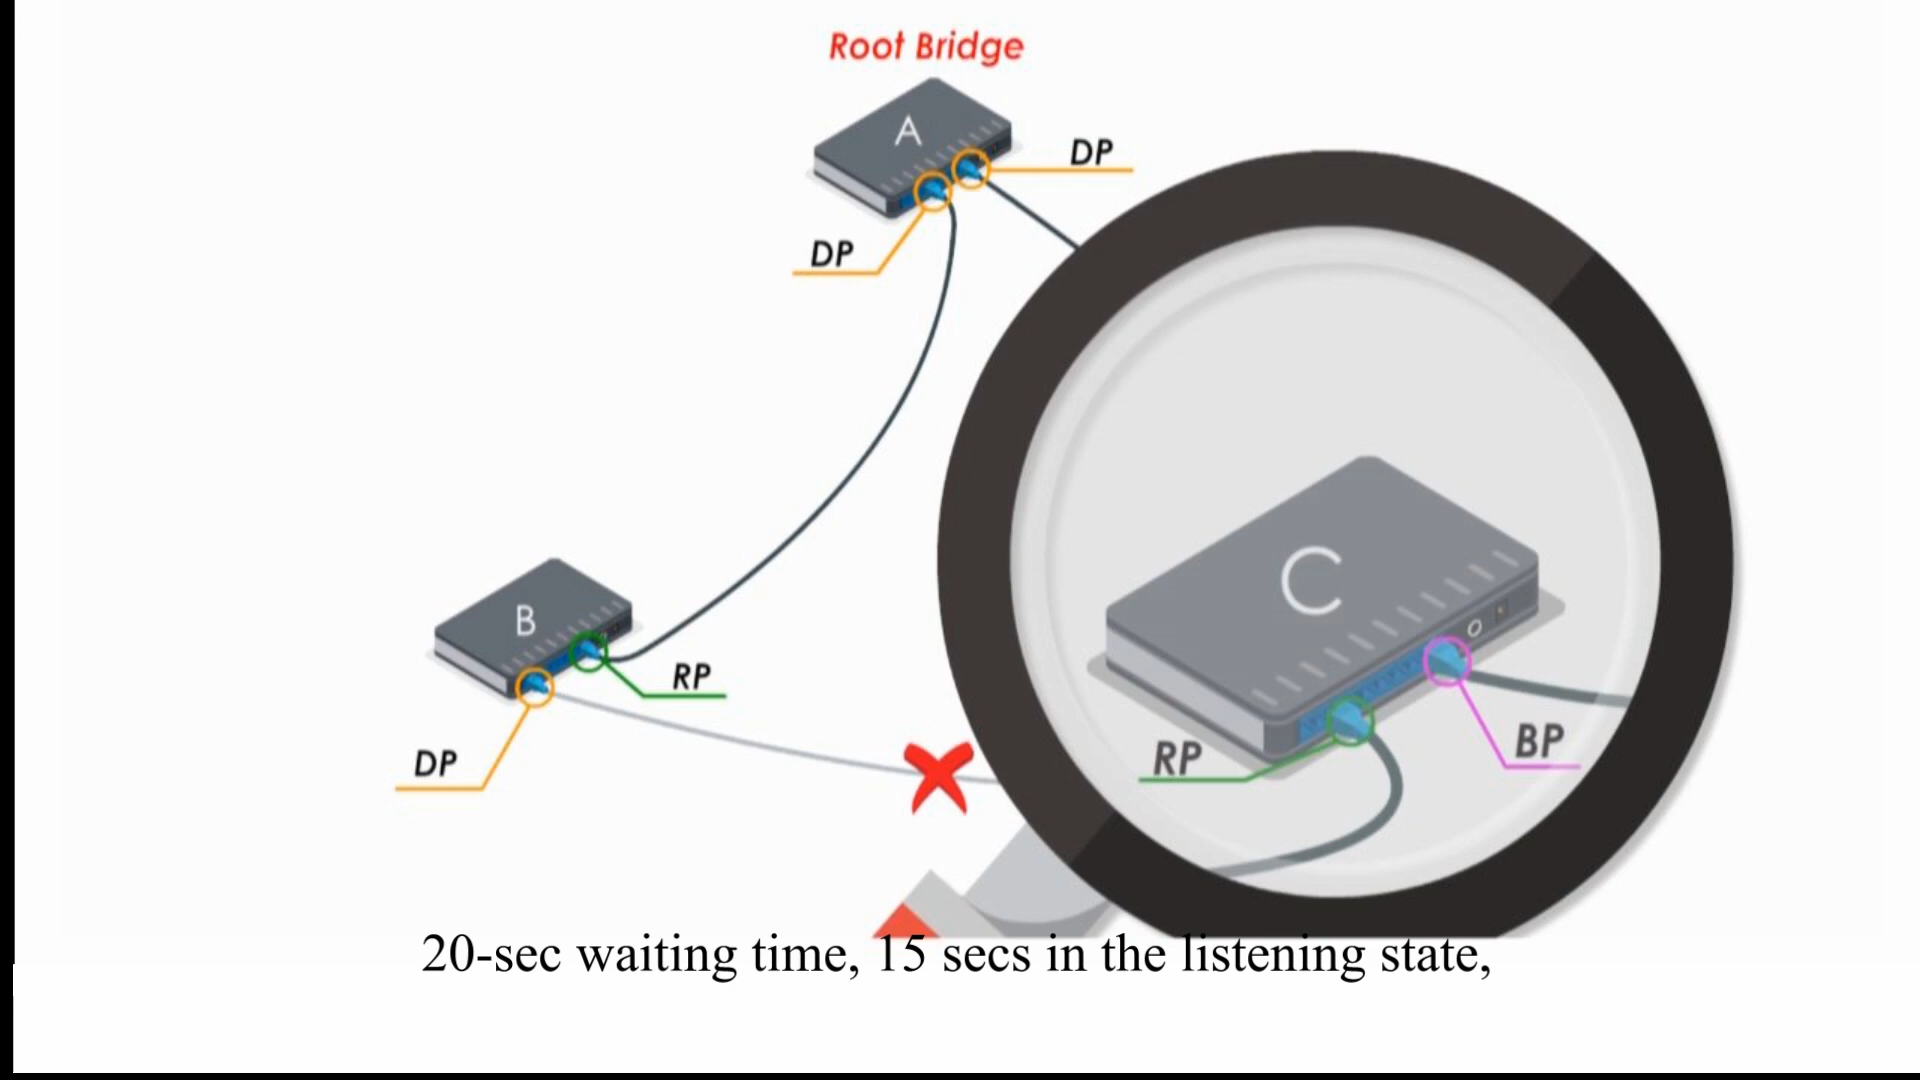 Root Bridge
A
DP
DP
B
RP
DP
C
RP
BP
20-sec waiting time, 15 secs in the listening state,